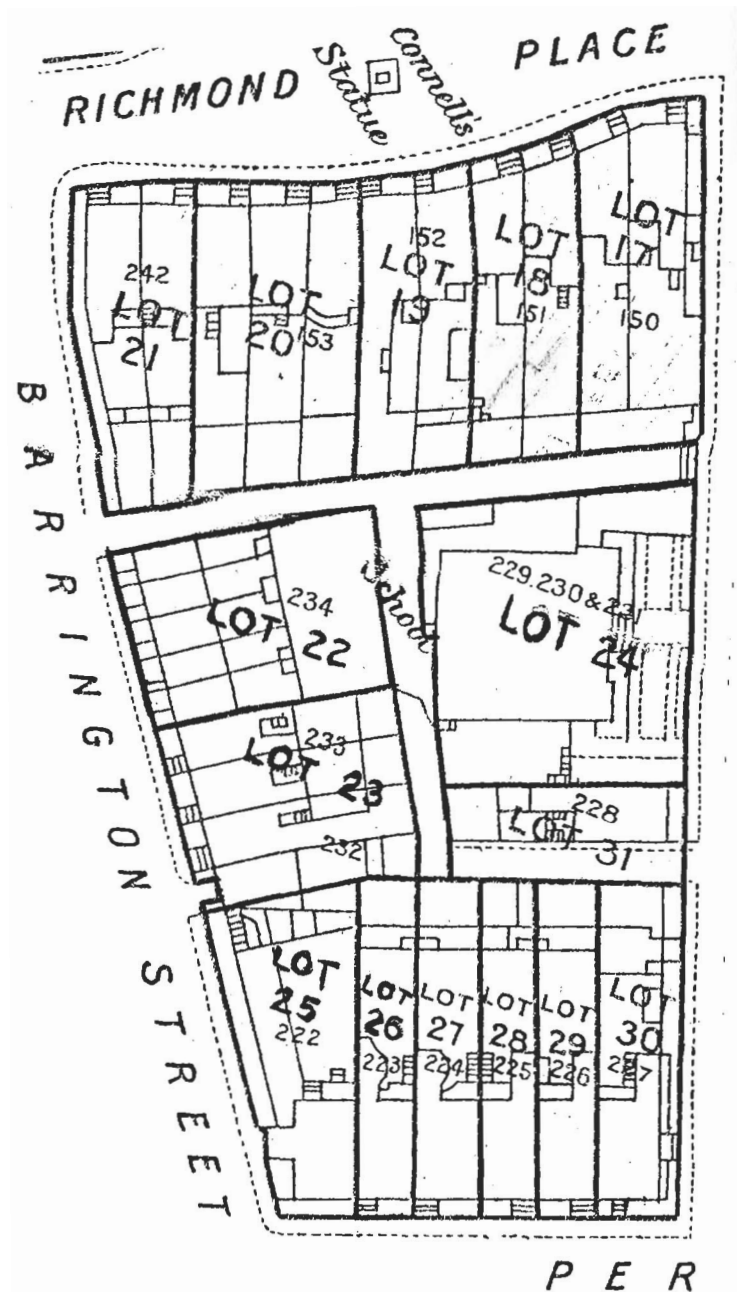 RICHMOND PLACE
Connell's
Statue
LOT 17
150
LOT 18
151
152
LOT 19
LOT 20
153
242
LOT 21
BARRINGTON STREET
School
234
LOT 22
229.230 & 23
LOT 24
233
LOT 23
232
228
LOT 31
LOT 25
222
LOT 26
223
LOT 27
224
LOT 28
225
LOT 29
226
LOT 30
227
PER